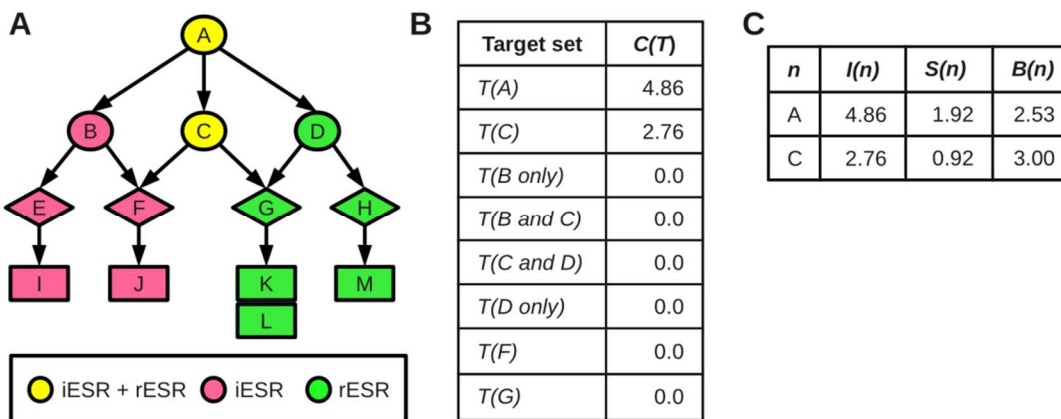 A
A
B
C
D
E
F
G
H
I
J
K
M
L
iESR + rESR
iESR
rESR
B
Target set C(T)
T(A) 4.86
T(C) 2.76
T(B only) 0.0
T(B and C) 0.0
T(C and D) 0.0
T(D only) 0.0
T(F) 0.0
T(G) 0.0
C
n I(n) S(n) B(n)
A 4.86 1.92 2.53
C 2.76 0.92 3.00